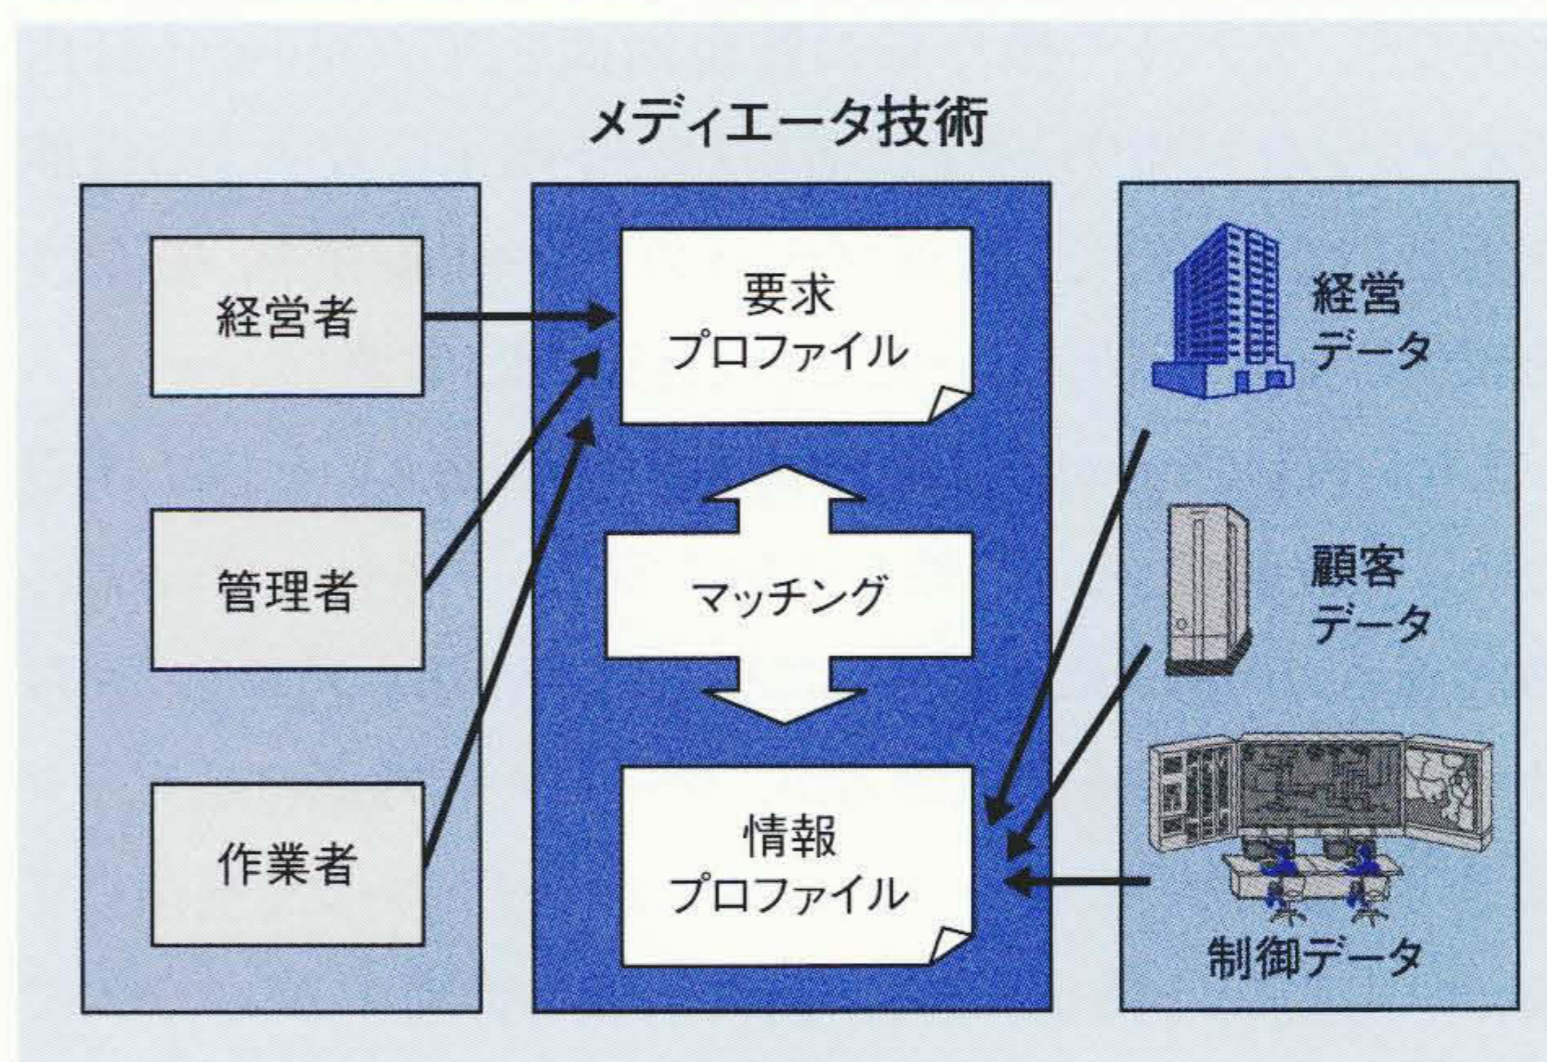 メディエータ技術
経営者
管理者
作業者
要求
プロファイル
マッチング
情報
プロファイル
経営
データ
顧客
データ
制御データ